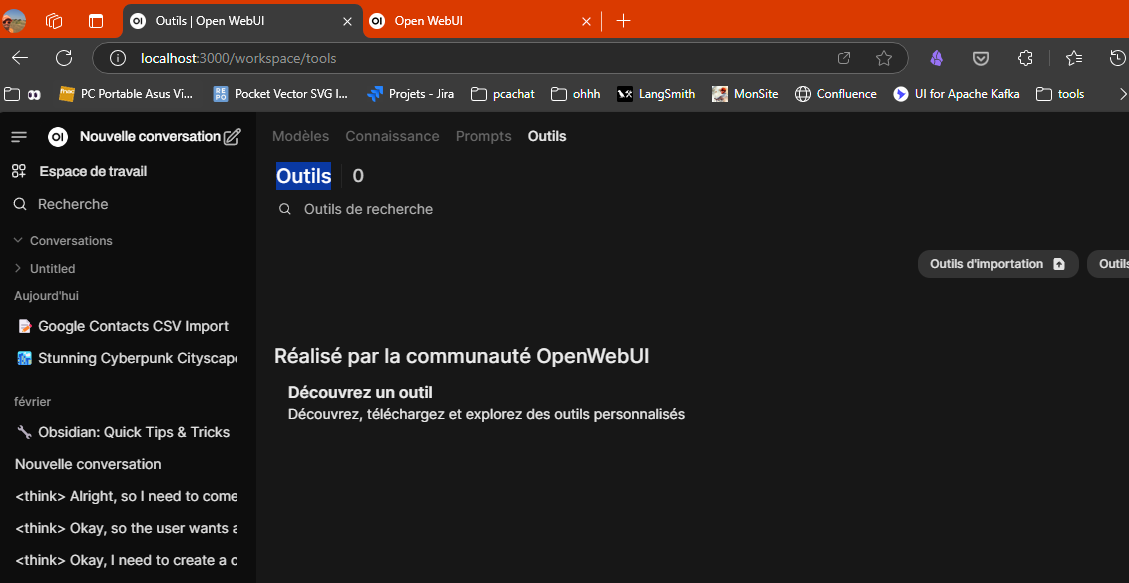 Outils | Open WebUI
Open WebUI
localhost:3000/workspace/tools
PC Portable Asus Vi...
Pocket Vector SVG I...
Projets - Jira
pcachat
ohhh
LangSmith
MonSite
Confluence
UI for Apache Kafka
tools
OI Nouvelle conversation
Espace de travail
Recherche
Conversations
Untitled
Aujourd'hui
Google Contacts CSV Import
Stunning Cyberpunk Cityscape
février
Obsidian: Quick Tips & Tricks
Nouvelle conversation
<think> Alright, so I need to come
<think> Okay, so the user wants a
<think> Okay, I need to create a c
Modèles Connaissance Prompts Outils
Outils 0
Outils de recherche
Outils d'importation
Outils
Réalisé par la communauté OpenWebUI
Découvrez un outil
Découvrez, téléchargez et explorez des outils personnalisés